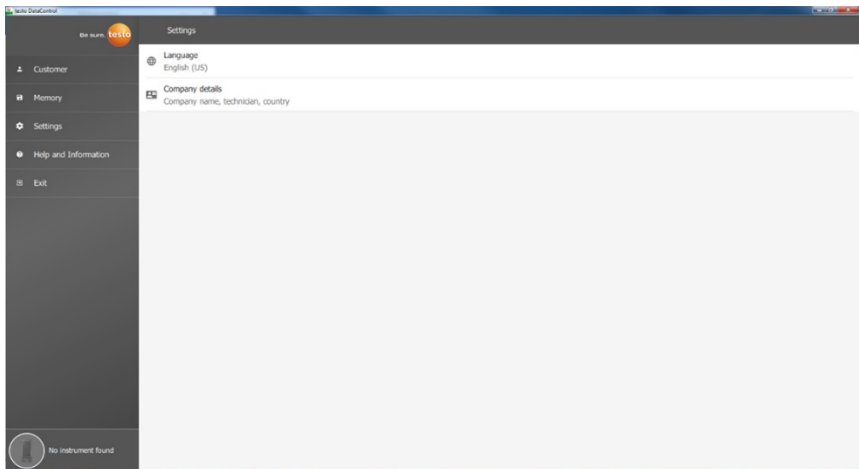 testo DataControl
Be sure. testo
Settings
Customer
Memory
Settings
Help and Information
Exit
Language
English (US)
Company details
Company name, technician, country
No instrument found